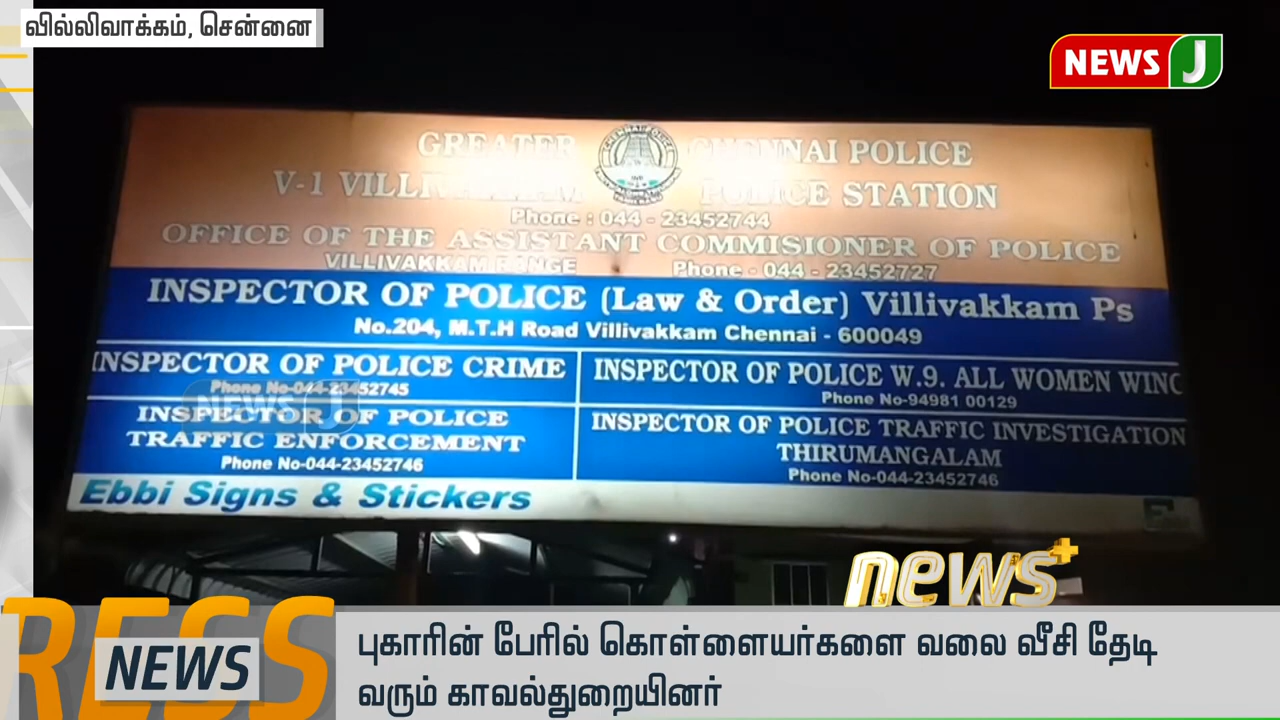 வில்லிவாக்கம், சென்னை
NEWS J
GREATER CHENNAI POLICE
V-1 VILLIVAKKAM POLICE STATION
Phone : 044 - 23452744
OFFICE OF THE ASSISTANT COMMISIONER OF POLICE
VILLIVAKKAM RANGE Phone - 044 - 23452727
INSPECTOR OF POLICE (Law & Order) Villivakkam Ps
No.204, M.T.H Road Villivakkam Chennai - 600049
INSPECTOR OF POLICE CRIME
Phone No-044-23452745
INSPECTOR OF POLICE W.9. ALL WOMEN WING
Phone No-94981 00129
NEWS J
INSPECTOR OF POLICE
TRAFFIC ENFORCEMENT
Phone No-044-23452746
INSPECTOR OF POLICE TRAFFIC INVESTIGATION
THIRUMANGALAM
Phone No-044-23452746
Ebbi Signs & Stickers
news+
RESS
NEWS
புகாரின் பேரில் கொள்ளையர்களை வலை வீசி தேடி
வரும் காவல்துறையினர்